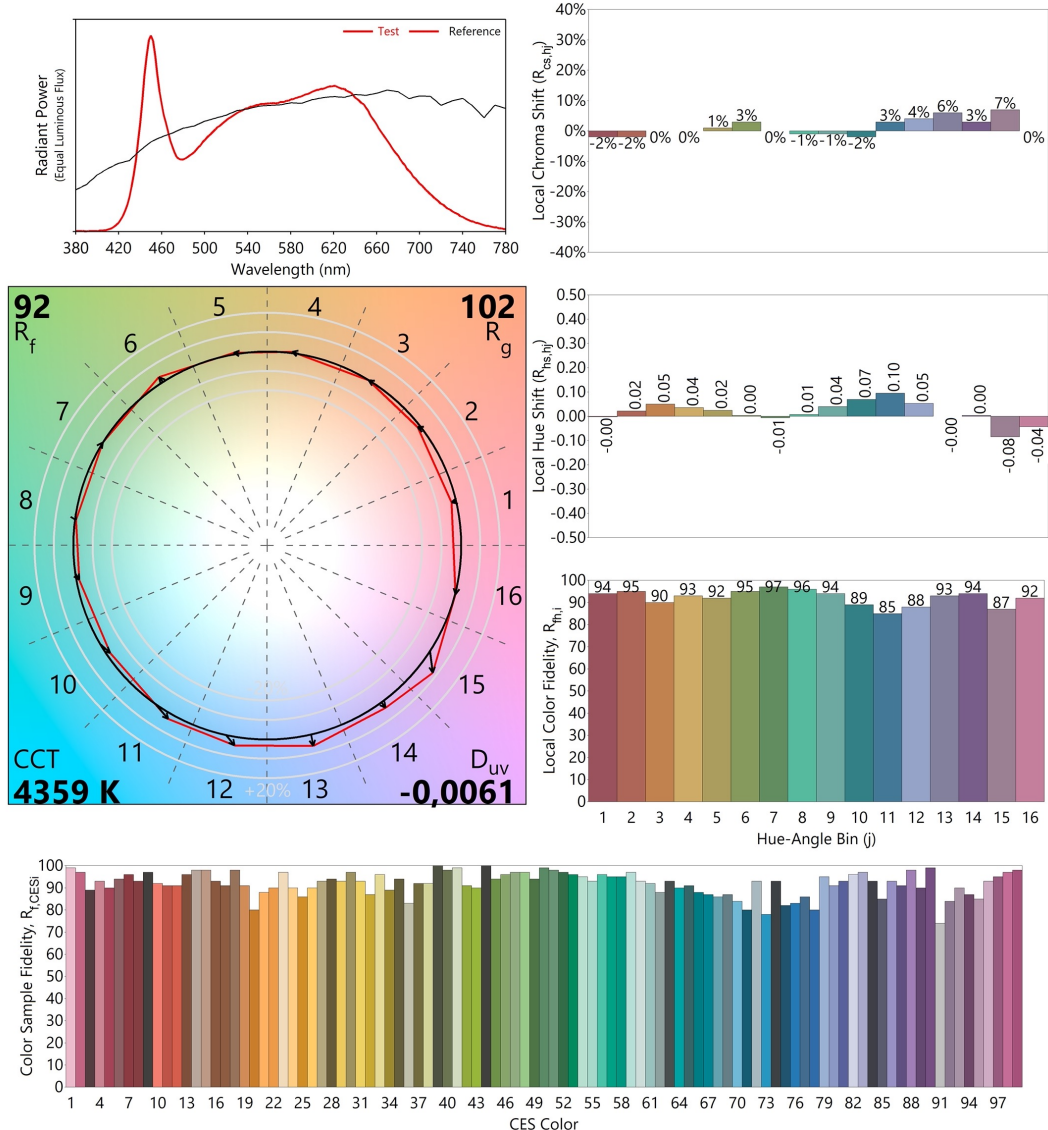 Radiant Power
(Equal Luminous Flux)
Test
Reference
380 420 460 500 540 580 620 660 700 740 780
Wavelength (nm)
Local Chroma Shift (Rcs,hj)
40%
30%
20%
10%
0%
-10%
-20%
-30%
-40%
-2% -2% 0% 0% 1% 3% 0% -1% -1% -2% 3% 4% 6% 3% 7% 0%
92
Rf
102
Rg
5 4
6 3
7 2
8 1
9 16
10 15
11 14
12 +20% 13
CCT
4359 K
Duv
-0,0061
Local Hue Shift (Rhs,hj)
0.50
0.40
0.30
0.20
0.10
0.00
-0.10
-0.20
-0.30
-0.40
-0.50
-0.00 0.02 0.05 0.04 0.02 0.00 -0.01 0.01 0.04 0.07 0.10 0.05 -0.00 0.00 -0.08 -0.04
Local Color Fidelity, Rfh,i
100
90
80
70
60
50
40
30
20
10
0
94 95 90 93 92 95 97 96 94 89 85 88 93 94 87 92
1 2 3 4 5 6 7 8 9 10 11 12 13 14 15 16
Hue-Angle Bin (j)
Color Sample Fidelity, Rf,CESi
100
90
80
70
60
50
40
30
20
10
0
1 4 7 10 13 16 19 22 25 28 31 34 37 40 43 46 49 52 55 58 61 64 67 70 73 76 79 82 85 88 91 94 97
CES Color